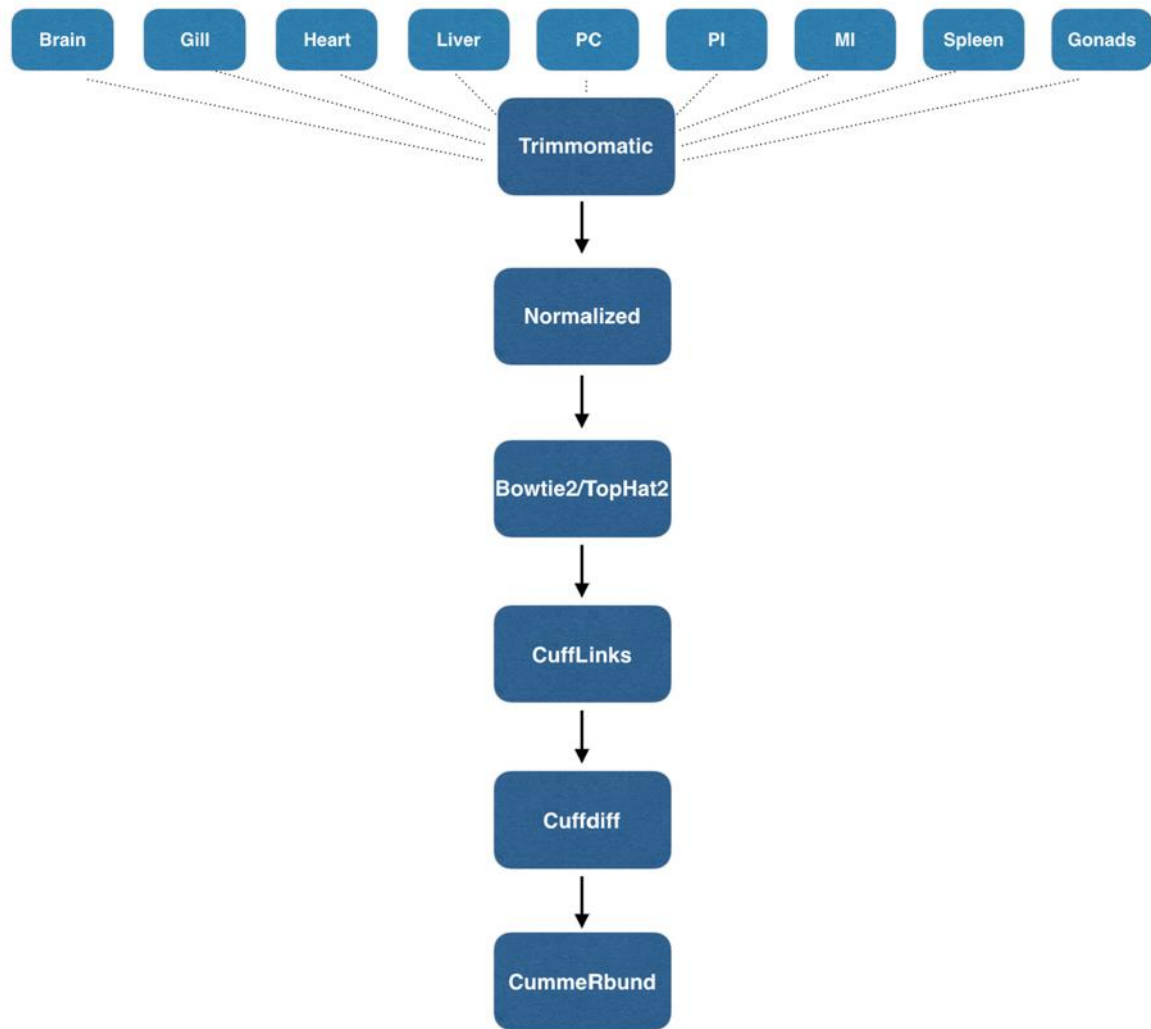 Brain Gill Heart Liver PC PI MI Spleen Gonads
Trimmomatic
Normalized
Bowtie2/TopHat2
CuffLinks
Cuffdiff
CummeRbund